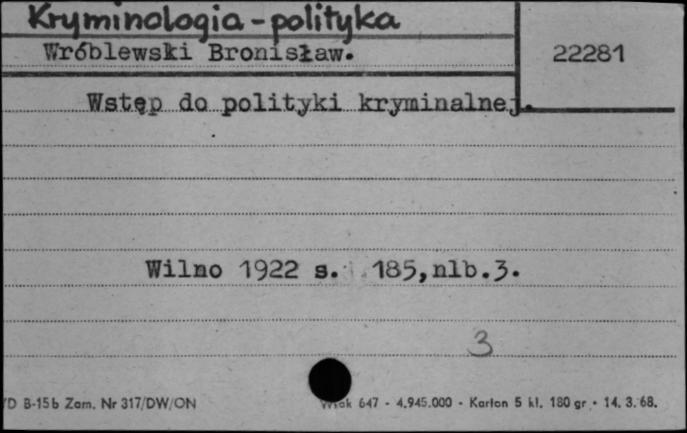 Kryminologia - polityka
Wróblewski Bronisław.
22281
Wstęp do polityki kryminalnej.
Wilno 1922 s. 185,nlb.3.
3
D B-15b Zam. Nr 317/DW/ON
647 - 4.945.000 - Karton 5 kl. 180 gr. - 14. 3. 68.